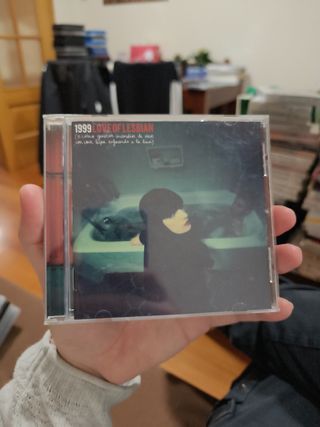 1999 LOVE OF LESBIAN
(o cómo generar incendios de nieve
con una lupa enfocando a la luna)